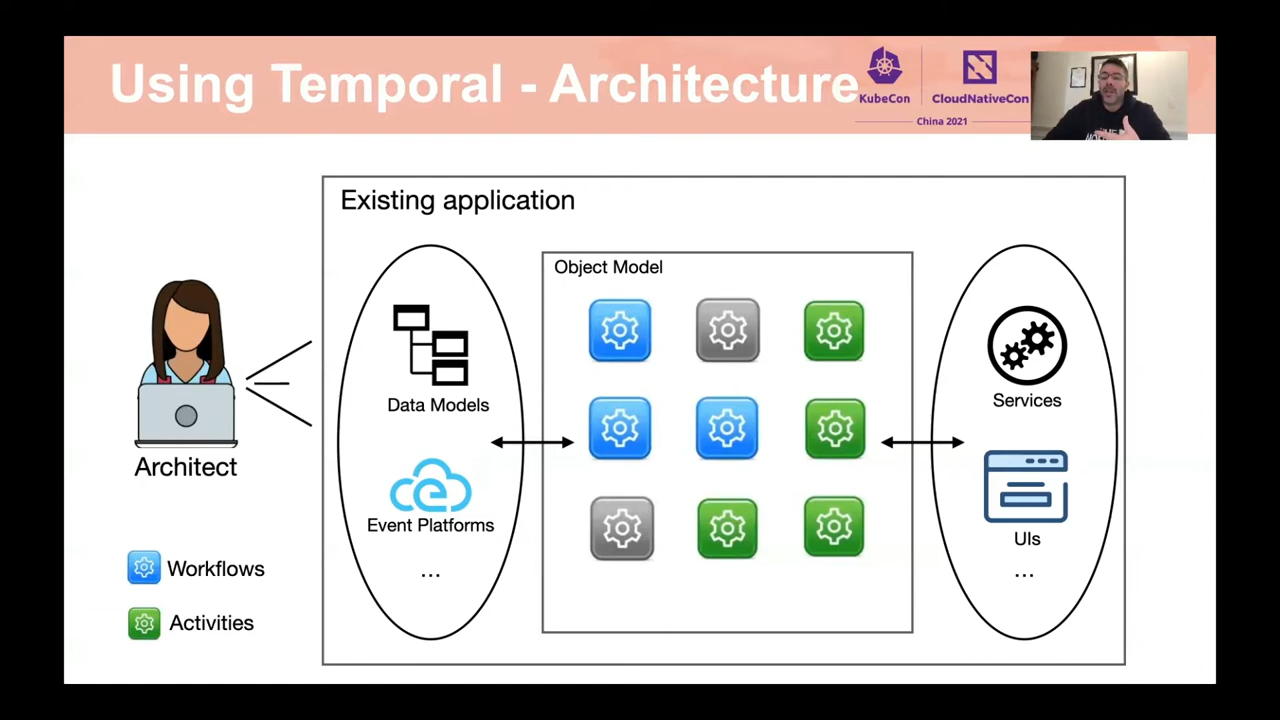 Using Temporal - Architecture
KubeCon
CloudNativeCon
China 2021
Existing application
Object Model
Data Models
Event Platforms
...
Services
UIs
...
Architect
Workflows
Activities